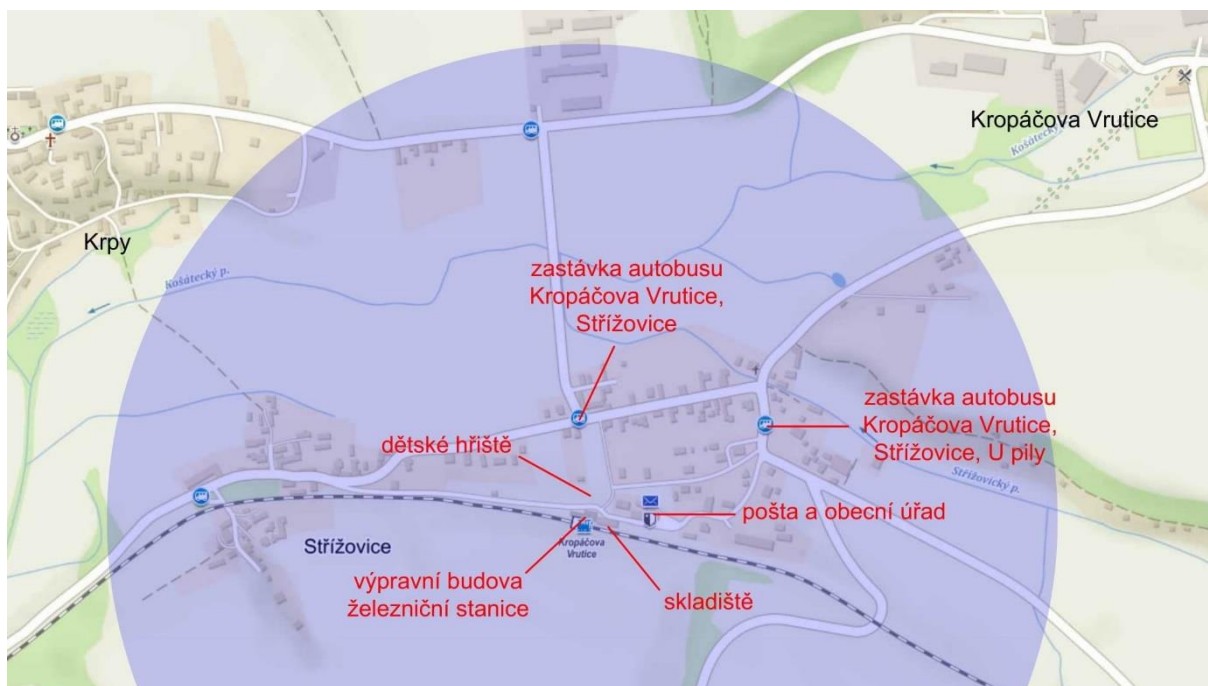 Kropáčova Vrutice
Košátecký
Krpy
Košátecký p.
zastávka autobusu
Kropáčova Vrutice,
Střížovice
zastávka autobusu
Kropáčova Vrutice,
Střížovice, U pily
dětské hřiště
Střížovický p.
pošta a obecní úřad
Střížovice
Kropáčova
Vrutice
výpravní budova
železniční stanice
skladiště